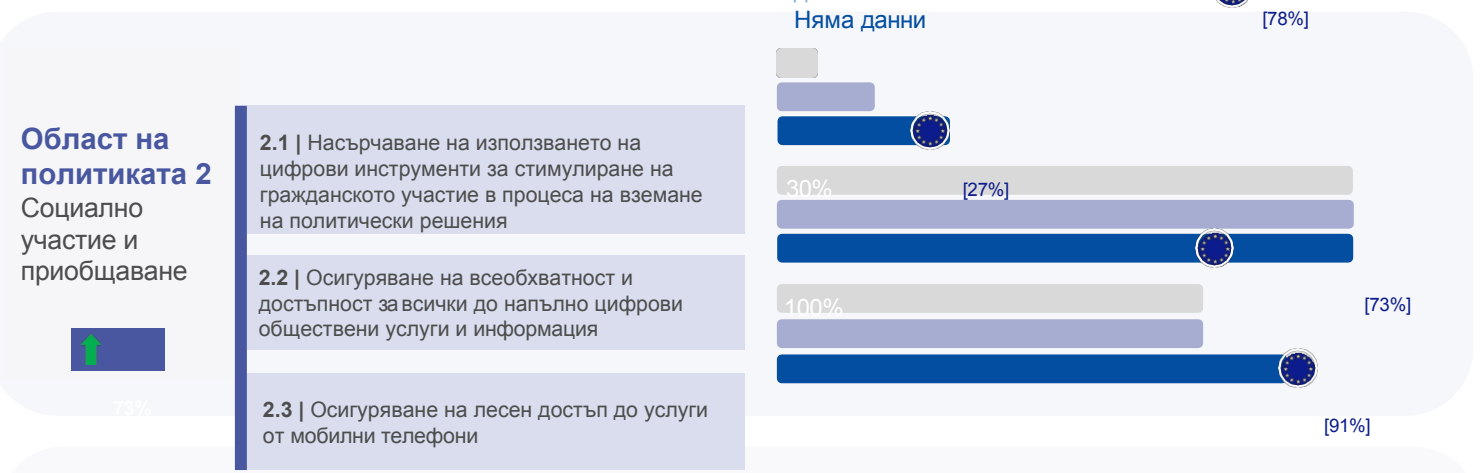 Няма данни
[78%]
Област на
политиката 2
Социално
участие и
приобщаване
73%
2.1 | Насърчаване на използването на
цифрови инструменти за стимулиране на
гражданското участие в процеса на вземане
на политически решения
30%
[27%]
2.2 | Осигуряване на всеобхватност и
достъпност за всички до напълно цифрови
обществени услуги и информация
100%
[73%]
2.3 | Осигуряване на лесен достъп до услуги
от мобилни телефони
[91%]